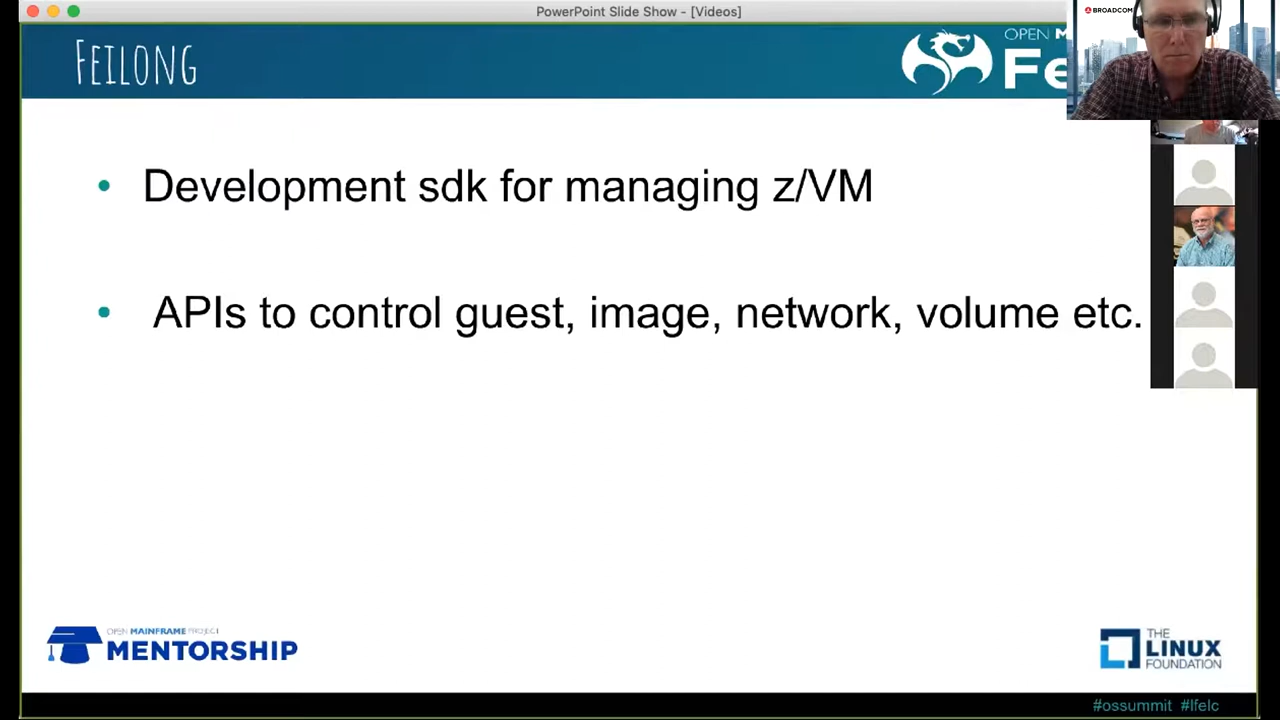 PowerPoint Slide Show - [Videos]
FEILONG
OPEN
Fe
BROADCOM
• Development sdk for managing z/VM
• APIs to control guest, image, network, volume etc.
OPEN MAINFRAME PROJECT
MENTORSHIP
THE
LINUX
FOUNDATION
#ossummit #lfelc